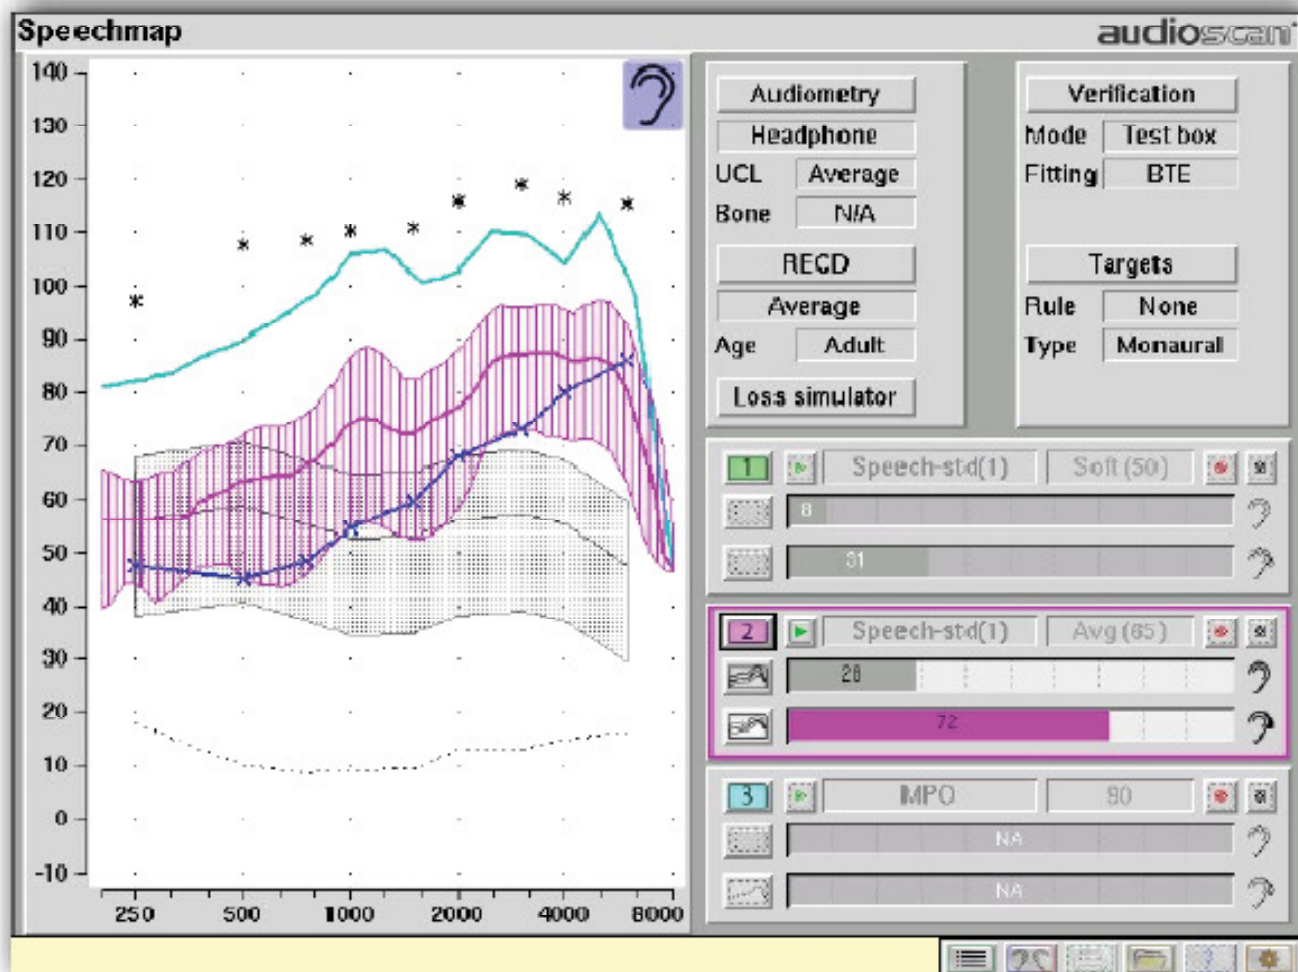 Speechmap
audioscan
140
130
120
110
100
90
80
70
60
50
40
30
20
10
0
-10
250 500 1000 2000 4000 8000
Audiometry
Headphone
UCL Average
Bone N/A
RECD
Average
Age Adult
Loss simulator
Verification
Mode Test box
Fitting BTE
Targets
Rule None
Type Monaural
1 Speech-std(1) Soft (50)
8
31
2 Speech-std(1) Avg (65)
28
72
3 MPO 90
NA
NA